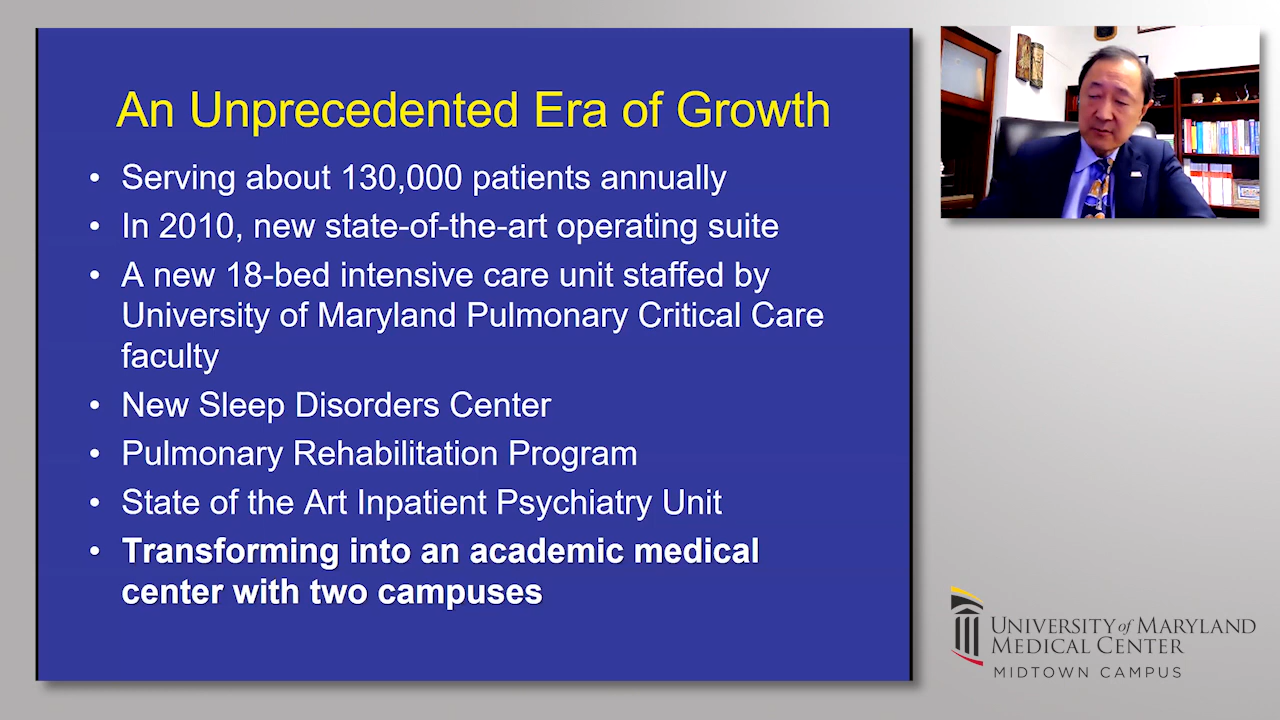 An Unprecedented Era of Growth
• Serving about 130,000 patients annually
• In 2010, new state-of-the-art operating suite
• A new 18-bed intensive care unit staffed by
University of Maryland Pulmonary Critical Care
faculty
• New Sleep Disorders Center
• Pulmonary Rehabilitation Program
• State of the Art Inpatient Psychiatry Unit
• Transforming into an academic medical
center with two campuses
UNIVERSITY of MARYLAND
MEDICAL CENTER
MIDTOWN CAMPUS